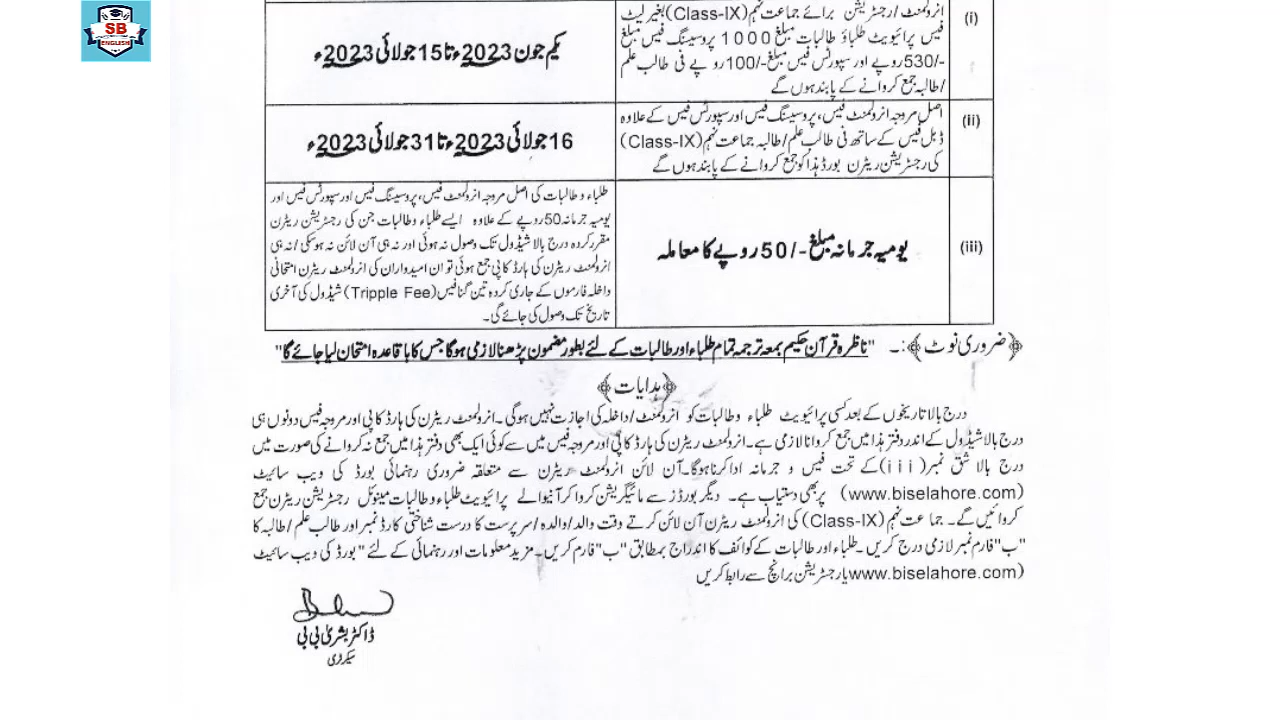 SB
ENGLISH
(i)
انرولمنٹ/رجسٹریشن برائے جماعت نہم (Class-IX) بغیر لیٹ
فیس پرائیویٹ طلباؤ طالبات مبلغ 1000 پروسیسنگ فیس مبلغ
530/- روپے اور سپورٹس فیس مبلغ -/100 روپے فی طالب علم
/طالبہ جمع کروانے کے پابند ہوں گے
یکم جون 2023ء تا 15 جولائی 2023ء
(ii)
اصل مروجہ انرولمنٹ فیس، پروسیسنگ فیس اور سپورٹس فیس کے علاوہ
ڈبل فیس کے ساتھ فی طالب علم/طالبہ جماعت نہم (Class-IX)
کی رجسٹریشن ریٹرن بورڈ ہذا کو جمع کروانے کے پابند ہوں گے
16 جولائی 2023ء تا 31 جولائی 2023ء
(iii)
یومیہ جرمانہ مبلغ -/50 روپے کا معاملہ
طلباء و طالبات کی اصل مروجہ انرولمنٹ فیس، پروسیسنگ فیس اور سپورٹس فیس اور
یومیہ جرمانہ 50 روپے کے علاوہ ایسے طلباء و طالبات جن کی رجسٹریشن ریٹرن
مقرر کردہ درج بالا شیڈول تک وصول نہ ہوئی اور نہ ہی آن لائن نہ ہوسکی/نہ ہی
انرولمنٹ ریٹرن کی ہارڈ کاپی جمع ہوئی تو ان امیدواران کی انرولمنٹ ریٹرن امتحانی
داخلہ فارموں کے جاری کردہ تین گنا فیس (Tripple Fee) شیڈول کی آخری
تاریخ تک وصول کی جائے گی۔
﴿ضروری نوٹ﴾:۔ "ناظرہ قرآن حکیم بمعہ ترجمہ تمام طلباء اور طالبات کے لئے بطور مضمون پڑھنا لازمی ہوگا جس کا باقاعدہ امتحان لیا جائے گا"
﴿ہدایات﴾
درج بالا تاریخوں کے بعد کسی پرائیویٹ طلباء و طالبات کو انرولمنٹ/داخلہ کی اجازت نہیں ہوگی۔ انرولمنٹ ریٹرن کی ہارڈ کاپی اور مروجہ فیس دونوں ہی
درج بالا شیڈول کے اندر دفتر ہذا میں جمع کروانا لازمی ہے۔ انرولمنٹ ریٹرن کی ہارڈ کاپی اور مروجہ فیس میں سے کوئی ایک بھی دفتر ہذا میں جمع نہ کروانے کی صورت میں
درج بالا شق نمبر (iii) کے تحت فیس و جرمانہ ادا کرنا ہوگا۔ آن لائن انرولمنٹ ریٹرن سے متعلقہ ضروری رہنمائی بورڈ کی ویب سائیٹ
(www.biselahore.com) پر بھی دستیاب ہے۔ دیگر بورڈز سے مائیگریشن کروا کر آنیوالے پرائیویٹ طلباء و طالبات مینوئل رجسٹریشن ریٹرن جمع
کروائیں گے۔ جماعت نہم (Class-IX) کی انرولمنٹ ریٹرن آن لائن کرتے وقت والد/والدہ/سرپرست کا درست شناختی کارڈ نمبر اور طالب علم/طالبہ کا
"ب" فارم نمبر لازمی درج کریں۔ طلباء اور طالبات کے کوائف کا اندراج بمطابق "ب" فارم کریں۔ مزید معلومات اور رہنمائی کے لئے "بورڈ کی ویب سائیٹ
(www.biselahore.com یا رجسٹریشن برانچ سے رابطہ کریں
ڈاکٹر بشریٰ بی بی
سیکرٹری